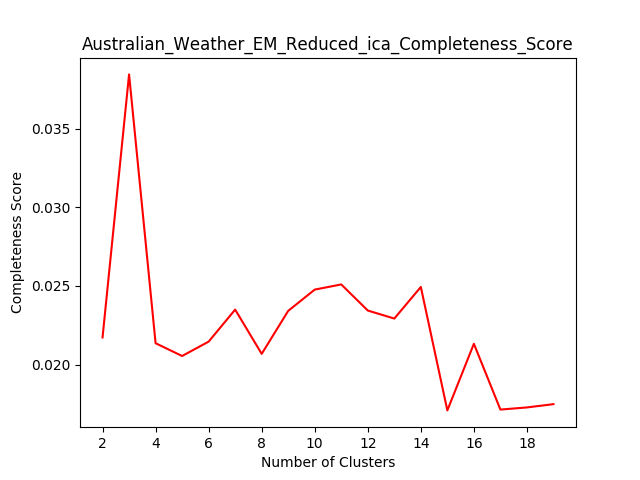 Australian_Weather_EM_Reduced_ica_Completeness_Score
0.035
0.030
0.025
0.020
Completeness Score
2 4 6 8 10 12 14 16 18
Number of Clusters